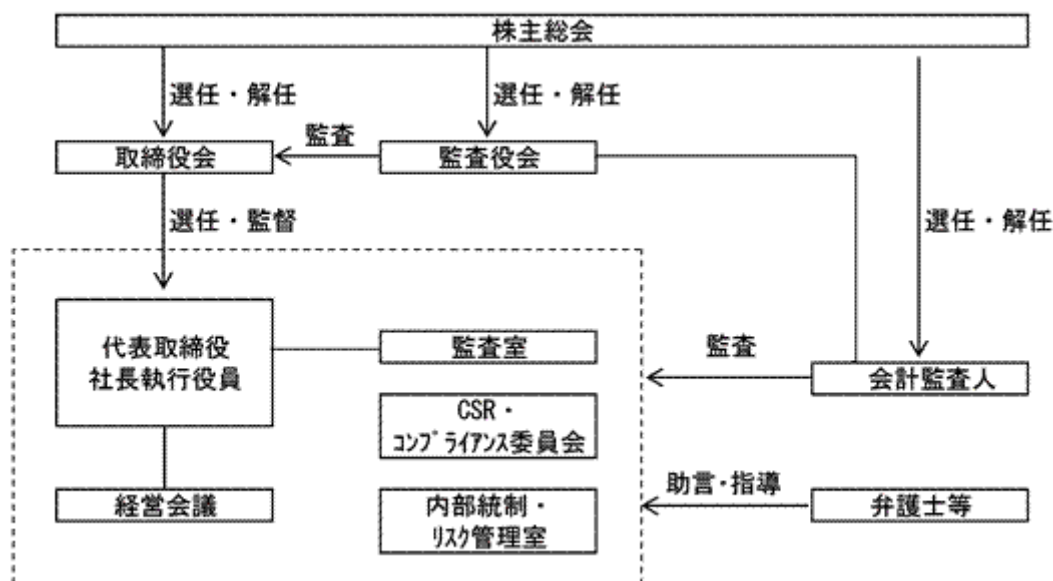 株主総会
選任・解任
選任・解任
選任・解任
取締役会
監査
監査役会
選任・監督
代表取締役
社長執行役員
監査室
監査
会計監査人
CSR・
ｺﾝﾌﾟﾗｲｱﾝｽ委員会
経営会議
内部統制・
ﾘｽｸ管理室
助言・指導
弁護士等